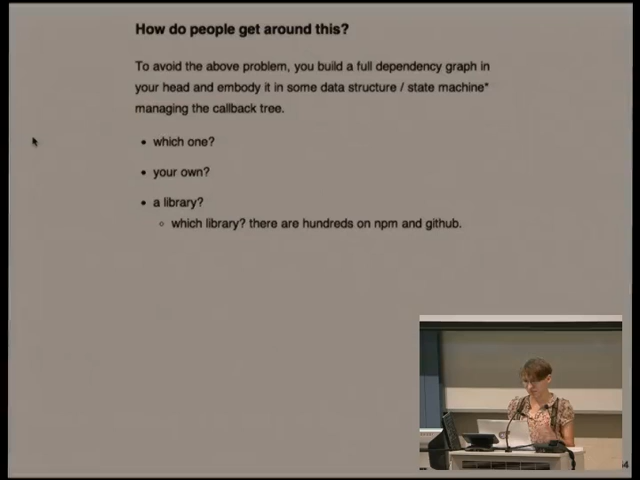 How do people get around this?
To avoid the above problem, you build a full dependency graph in
your head and embody it in some data structure / state machine*
managing the callback tree.
• which one?
• your own?
• a library?
◦ which library? there are hundreds on npm and github.